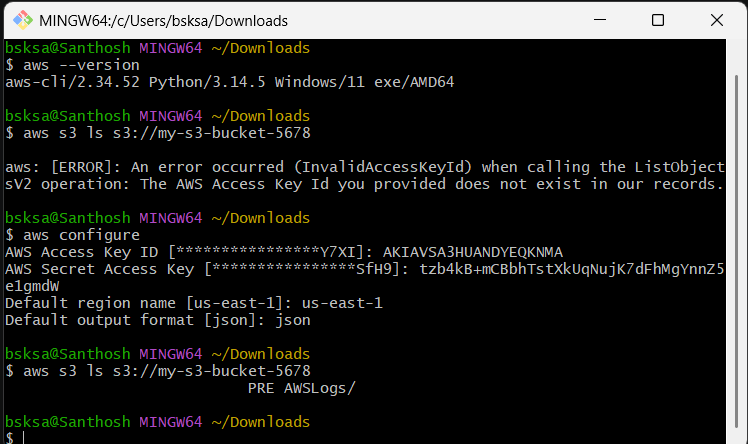 MINGW64:/c/Users/bsksa/Downloads
bsksa@Santhosh MINGW64 ~/Downloads
$ aws --version
aws-cli/2.34.52 Python/3.14.5 Windows/11 exe/AMD64
bsksa@Santhosh MINGW64 ~/Downloads
$ aws s3 ls s3://my-s3-bucket-5678
aws: [ERROR]: An error occurred (InvalidAccessKeyId) when calling the ListObject
sV2 operation: The AWS Access Key Id you provided does not exist in our records.
bsksa@Santhosh MINGW64 ~/Downloads
$ aws configure
AWS Access Key ID [****************Y7XI]: AKIAVSA3HUANDYEQKNMA
AWS Secret Access Key [****************SfH9]: tzb4kB+mCBbhTstXkUqNujK7dFhMgYnnZ5
e1gmdW
Default region name [us-east-1]: us-east-1
Default output format [json]: json
bsksa@Santhosh MINGW64 ~/Downloads
$ aws s3 ls s3://my-s3-bucket-5678
PRE AWSLogs/
bsksa@Santhosh MINGW64 ~/Downloads
$